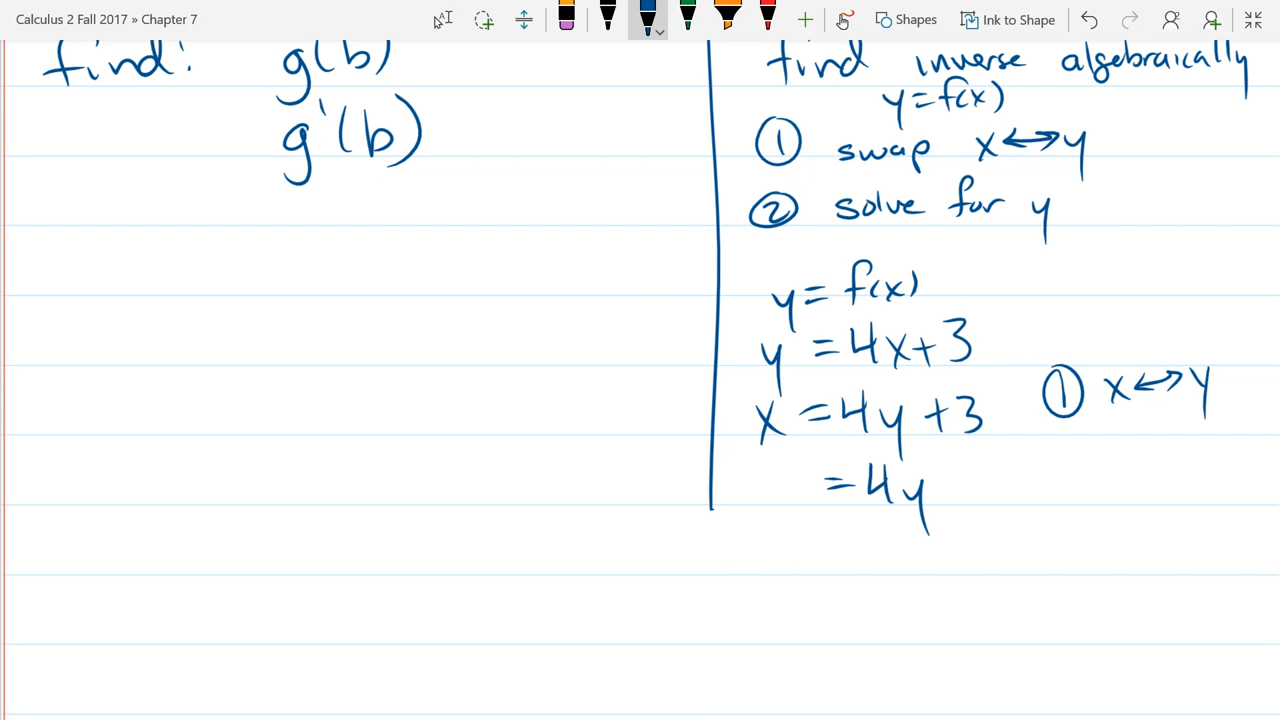 Calculus 2 Fall 2017 » Chapter 7
Shapes
Ink to Shape
find: g(b)
g'(b)
find inverse algebraically
y=f(x)
① swap x↔y
② solve for y
y = f(x)
y = 4x+3
x = 4y+3 ① x↔y
= 4y